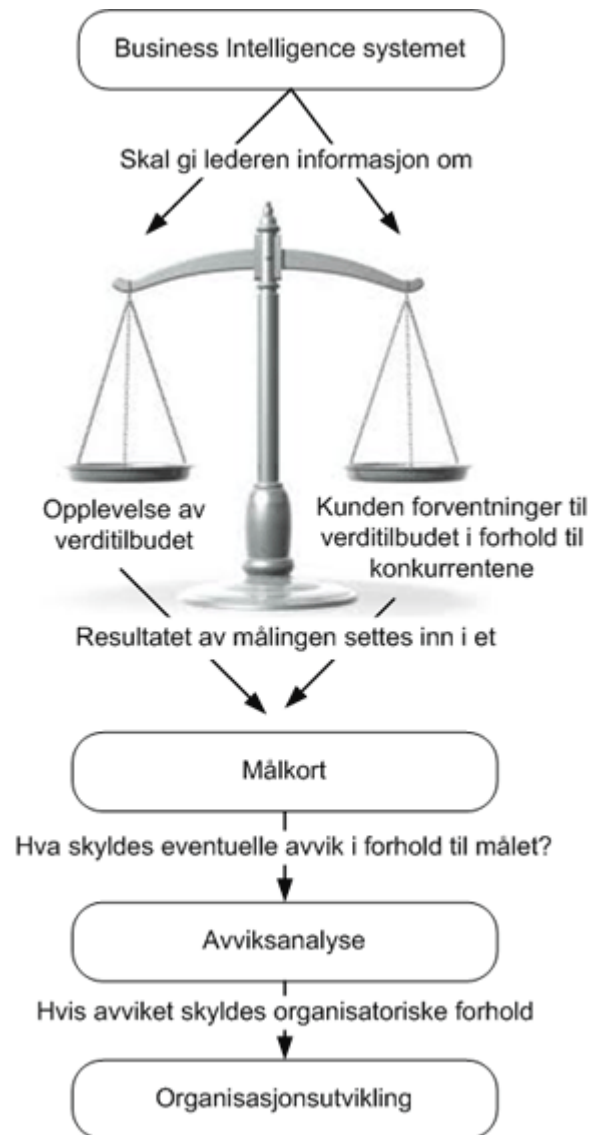 Business Intelligence systemet
Skal gi lederen informasjon om
Opplevelse av
verditilbudet
Kunden forventninger til
verditilbudet i forhold til
konkurrentene
Resultatet av målingen settes inn i et
Målkort
Hva skyldes eventuelle avvik i forhold til målet?
Avviksanalyse
Hvis avviket skyldes organisatoriske forhold
Organisasjonsutvikling